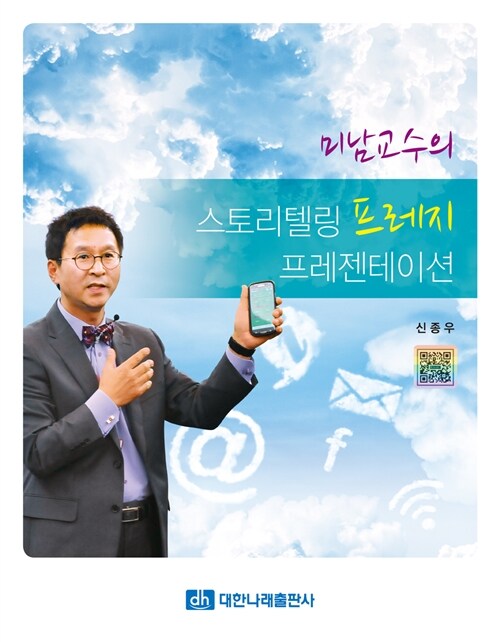 미남교수의
스토리텔링 프레지
프레젠테이션
신종우
dh 대한나래출판사